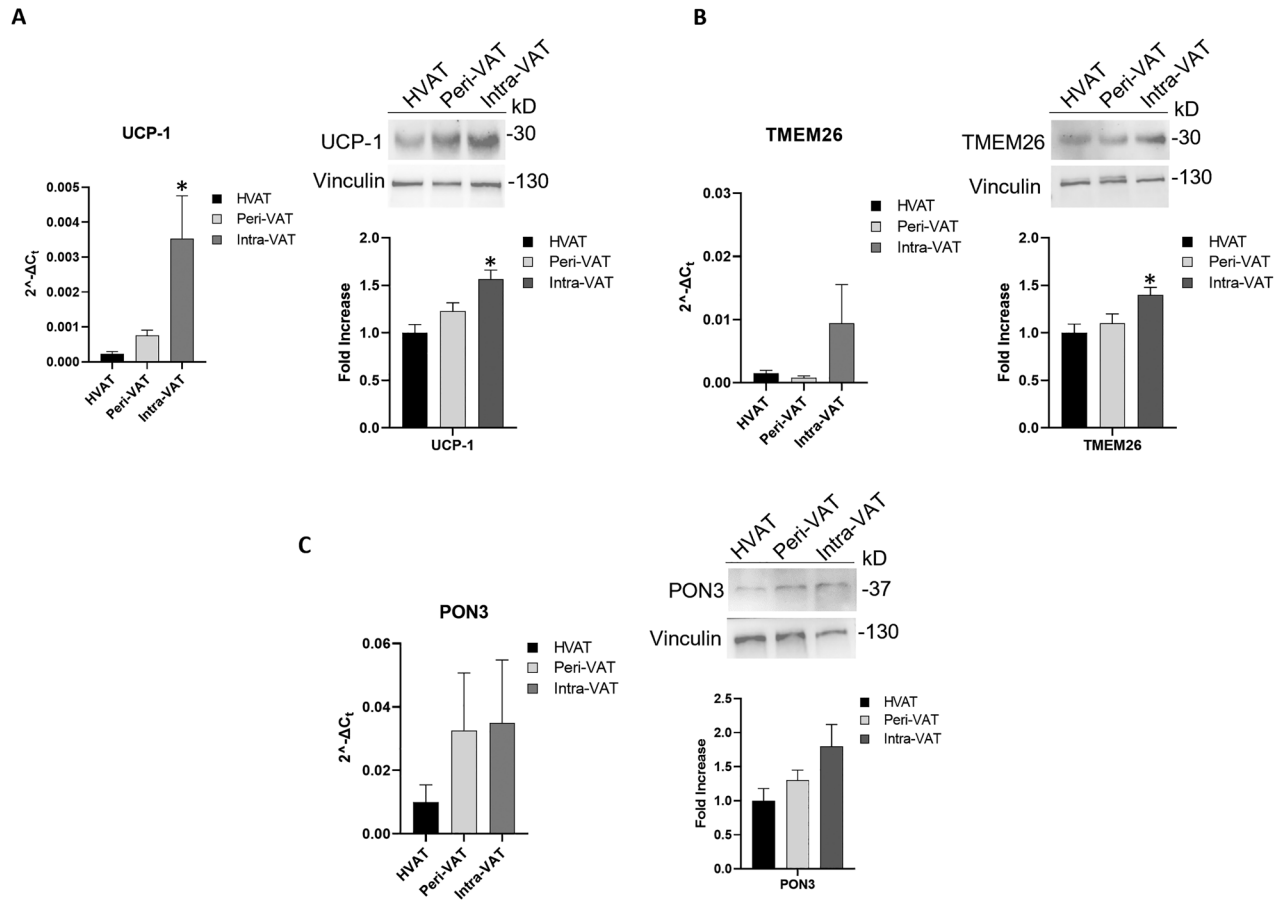 A
UCP-1
2^-ΔCt
0.005
0.004
0.003
0.002
0.001
0.000
HVAT
Peri-VAT
Intra-VAT
HVAT
Peri-VAT
Intra-VAT
HVAT
Peri-VAT
Intra-VAT
kD
UCP-1
-30
Vinculin
-130
Fold Increase
2.0
1.5
1.0
0.5
0.0
*
*
HVAT
Peri-VAT
Intra-VAT
UCP-1
B
TMEM26
2^-ΔCt
0.03
0.02
0.01
0.00
HVAT
Peri-VAT
Intra-VAT
HVAT
Peri-VAT
Intra-VAT
HVAT
Peri-VAT
Intra-VAT
kD
TMEM26
-30
Vinculin
-130
Fold Increase
2.0
1.5
1.0
0.5
0.0
*
HVAT
Peri-VAT
Intra-VAT
TMEM26
C
PON3
2^-ΔCt
0.06
0.04
0.02
0.00
HVAT
Peri-VAT
Intra-VAT
HVAT
Peri-VAT
Intra-VAT
HVAT
Peri-VAT
Intra-VAT
kD
PON3
-37
Vinculin
-130
Fold Increase
2.5
2.0
1.5
1.0
0.5
0.0
HVAT
Peri-VAT
Intra-VAT
PON3